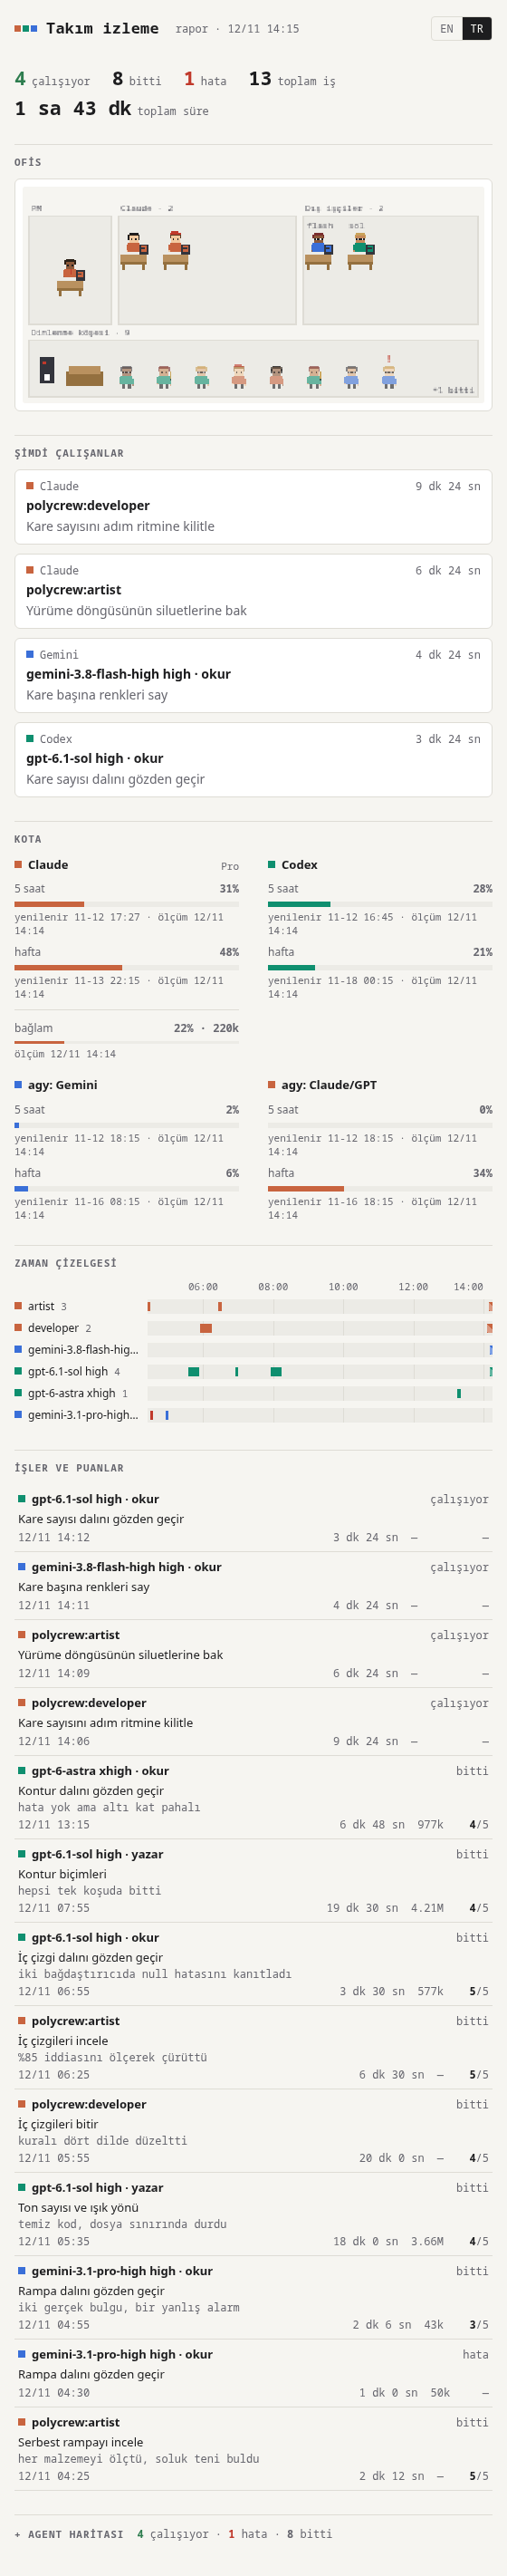 Takım izleme rapor · 12/11 14:15 EN TR
4 çalışıyor 8 bitti 1 hata 13 toplam iş
1 sa 43 dk toplam süre
OFİS
PM Claude · 2 Dış işçiler · 2
flash sol
Dinlenme köşesi · 9
!
+1 bitti
ŞİMDİ ÇALIŞANLAR
Claude 9 dk 24 sn
polycrew:developer
Kare sayısını adım ritmine kilitle
Claude 6 dk 24 sn
polycrew:artist
Yürüme döngüsünün siluetlerine bak
Gemini 4 dk 24 sn
gemini-3.8-flash-high high · okur
Kare başına renkleri say
Codex 3 dk 24 sn
gpt-6.1-sol high · okur
Kare sayısı dalını gözden geçir
KOTA
Claude Pro
5 saat 31%
yenilenir 11-12 17:27 · ölçüm 12/11
14:14
hafta 48%
yenilenir 11-13 22:15 · ölçüm 12/11
14:14
bağlam 22% · 220k
ölçüm 12/11 14:14
Codex
5 saat 28%
yenilenir 11-12 16:45 · ölçüm 12/11
14:14
hafta 21%
yenilenir 11-18 00:15 · ölçüm 12/11
14:14
agy: Gemini
5 saat 2%
yenilenir 11-12 18:15 · ölçüm 12/11
14:14
hafta 6%
yenilenir 11-16 08:15 · ölçüm 12/11
14:14
agy: Claude/GPT
5 saat 0%
yenilenir 11-12 18:15 · ölçüm 12/11
14:14
hafta 34%
yenilenir 11-16 18:15 · ölçüm 12/11
14:14
ZAMAN ÇİZELGESİ
06:00 08:00 10:00 12:00 14:00
artist 3
developer 2
gemini-3.8-flash-hig…
gpt-6.1-sol high 4
gpt-6-astra xhigh 1
gemini-3.1-pro-high…
İŞLER VE PUANLAR
gpt-6.1-sol high · okur çalışıyor
Kare sayısı dalını gözden geçir
12/11 14:12 3 dk 24 sn — —
gemini-3.8-flash-high high · okur çalışıyor
Kare başına renkleri say
12/11 14:11 4 dk 24 sn — —
polycrew:artist çalışıyor
Yürüme döngüsünün siluetlerine bak
12/11 14:09 6 dk 24 sn — —
polycrew:developer çalışıyor
Kare sayısını adım ritmine kilitle
12/11 14:06 9 dk 24 sn — —
gpt-6-astra xhigh · okur bitti
Kontur dalını gözden geçir
hata yok ama altı kat pahalı
12/11 13:15 6 dk 48 sn 977k 4/5
gpt-6.1-sol high · yazar bitti
Kontur biçimleri
hepsi tek koşuda bitti
12/11 07:55 19 dk 30 sn 4.21M 4/5
gpt-6.1-sol high · okur bitti
İç çizgi dalını gözden geçir
iki bağdaştırıcıda null hatasını kanıtladı
12/11 06:55 3 dk 30 sn 577k 5/5
polycrew:artist bitti
İç çizgileri incele
%85 iddiasını ölçerek çürüttü
12/11 06:25 6 dk 30 sn — 5/5
polycrew:developer bitti
İç çizgileri bitir
kuralı dört dilde düzeltti
12/11 05:55 20 dk 0 sn — 4/5
gpt-6.1-sol high · yazar bitti
Ton sayısı ve ışık yönü
temiz kod, dosya sınırında durdu
12/11 05:35 18 dk 0 sn 3.66M 4/5
gemini-3.1-pro-high high · okur bitti
Rampa dalını gözden geçir
iki gerçek bulgu, bir yanlış alarm
12/11 04:55 2 dk 6 sn 43k 3/5
gemini-3.1-pro-high high · okur hata
Rampa dalını gözden geçir
12/11 04:30 1 dk 0 sn 50k —
polycrew:artist bitti
Serbest rampayı incele
her malzemeyi ölçtü, soluk teni buldu
12/11 04:25 2 dk 12 sn — 5/5
+ AGENT HARİTASI 4 çalışıyor · 1 hata · 8 bitti